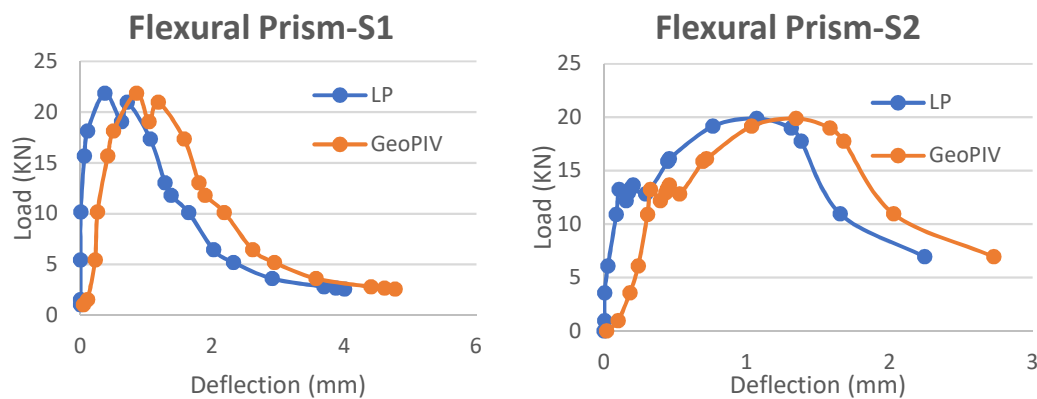 Flexural Prism-S1
25
20
15
10
5
0
Load (KN)
LP
GeoPIV
0 2 4 6
Deflection (mm)
Flexural Prism-S2
25
20
15
10
5
0
Load (KN)
LP
GeoPIV
0 1 2 3
Deflection (mm)